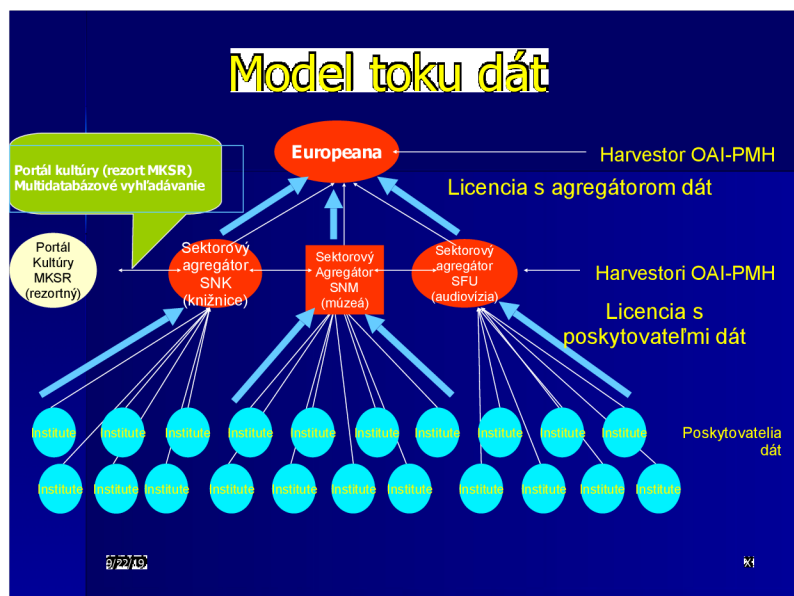 Model toku dát
Europeana
Harvestor OAI-PMH
Portál kultúry (rezort MKSR)
Multidatabázové vyhľadávanie
Licencia s agregátorom dát
Portál
Kultúry
MKSR
(rezortný)
Sektorový
agregátor
SNK
(knižnice)
Sektorový
Agregátor
SNM
(múzeá)
Sektorový
agregátor
SFU
(audiovízia)
Harvestori OAI-PMH
Licencia s
poskytovateľmi dát
Institute
Institute
Institute
Institute
Institute
Institute
Institute
Institute
Institute
Institute
Poskytovatelia
dát
Institute
Institute
Institute
Institute
Institute
Institute
Institute
Institute
Institute
Institute
Institute
9/22/19